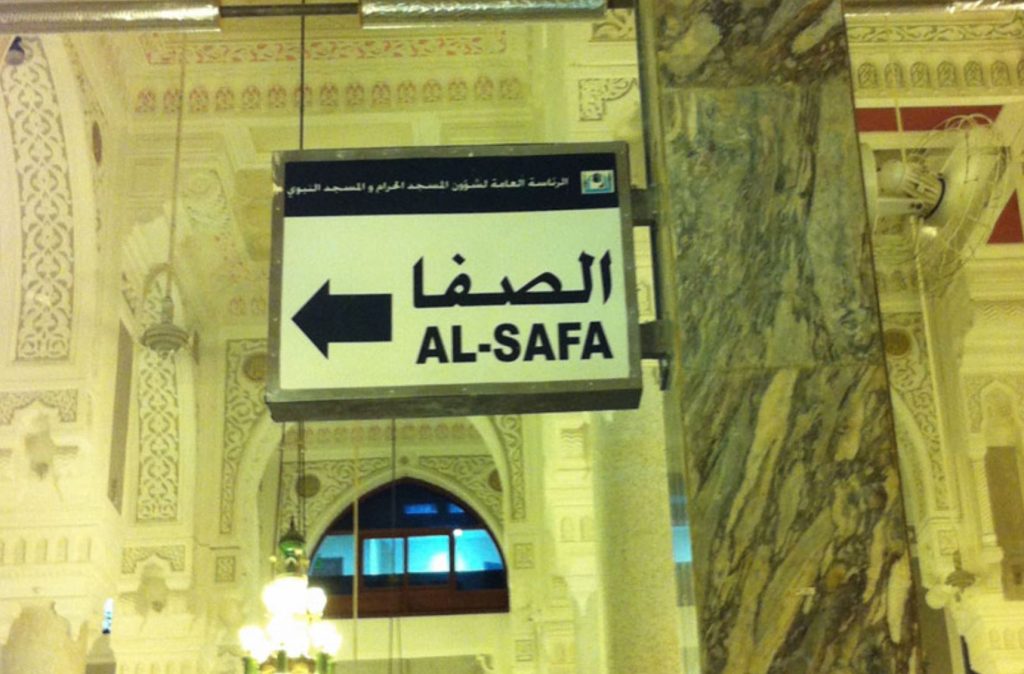 الرئاسة العامة لشؤون المسجد الحرام و المسجد النبوي
الصفا
AL-SAFA